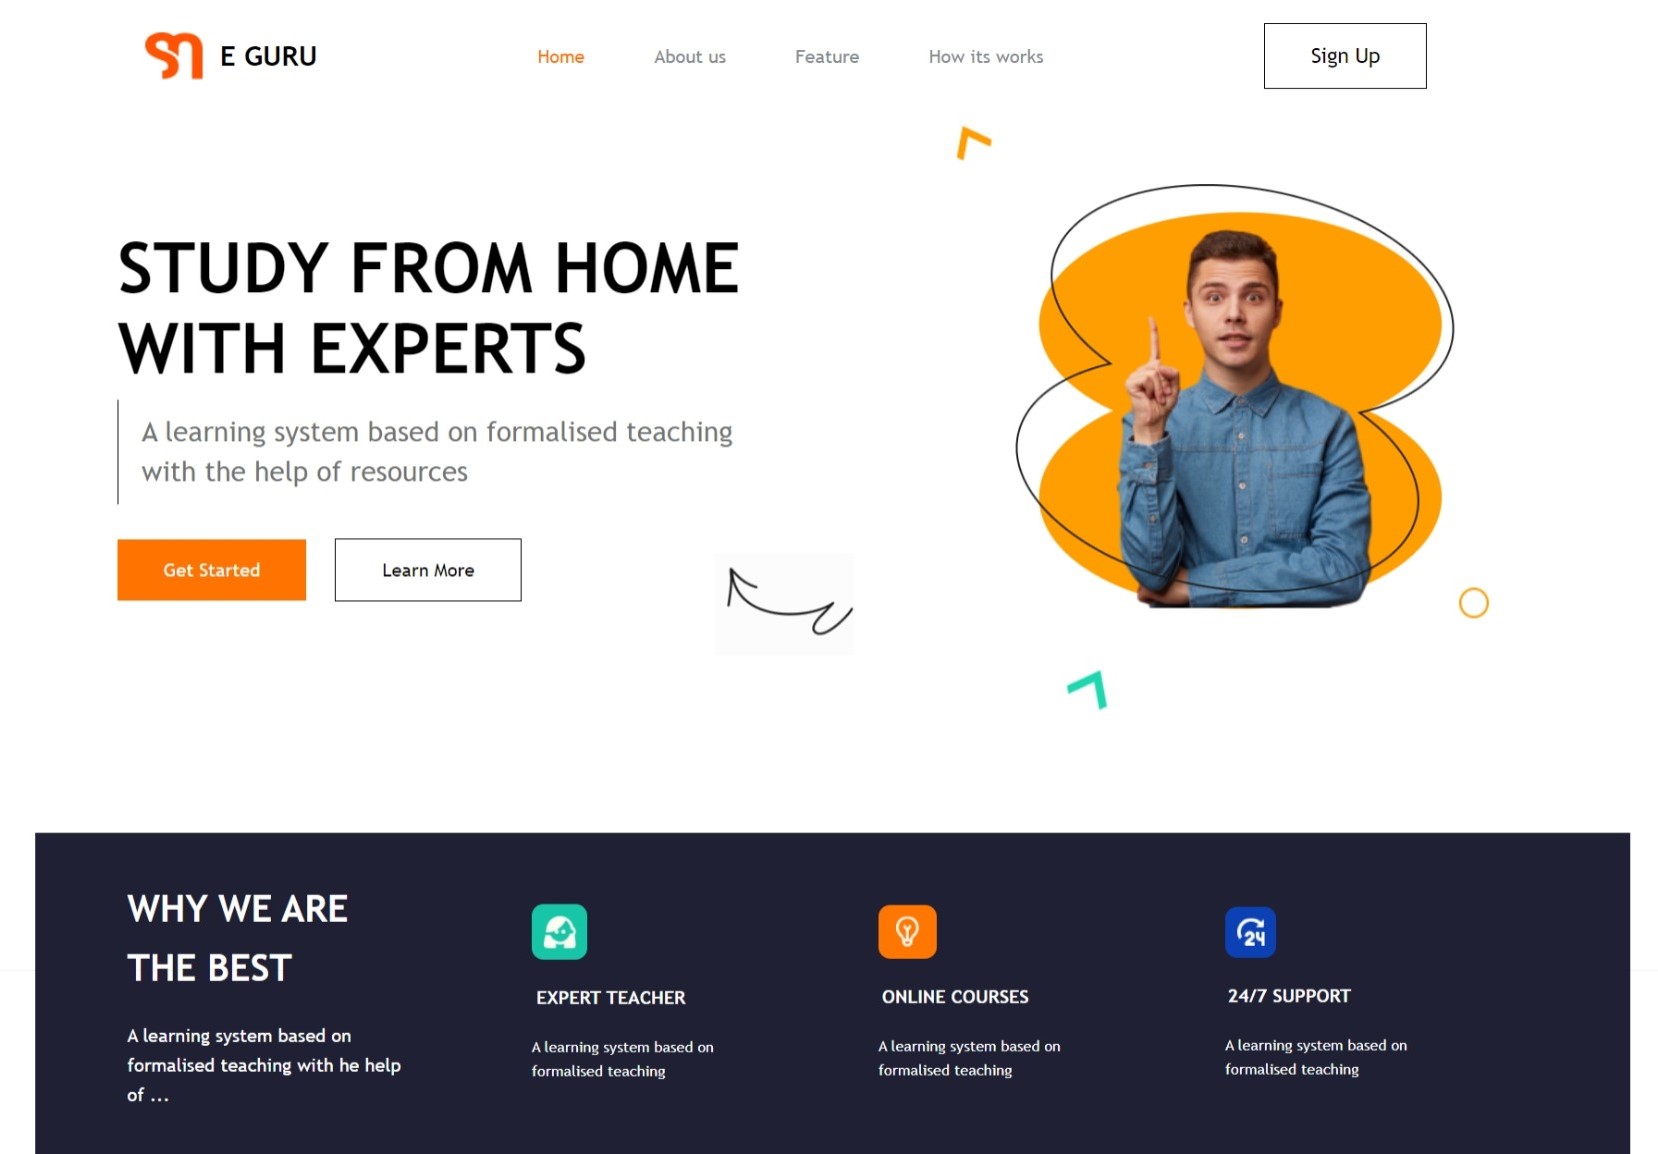 sn E GURU
Home About us Feature How its works
Sign Up
STUDY FROM HOME
WITH EXPERTS
A learning system based on formalised teaching
with the help of resources
Get Started Learn More
WHY WE ARE
THE BEST
A learning system based on
formalised teaching with he help
of ...
EXPERT TEACHER
A learning system based on
formalised teaching
ONLINE COURSES
A learning system based on
formalised teaching
24
24/7 SUPPORT
A learning system based on
formalised teaching